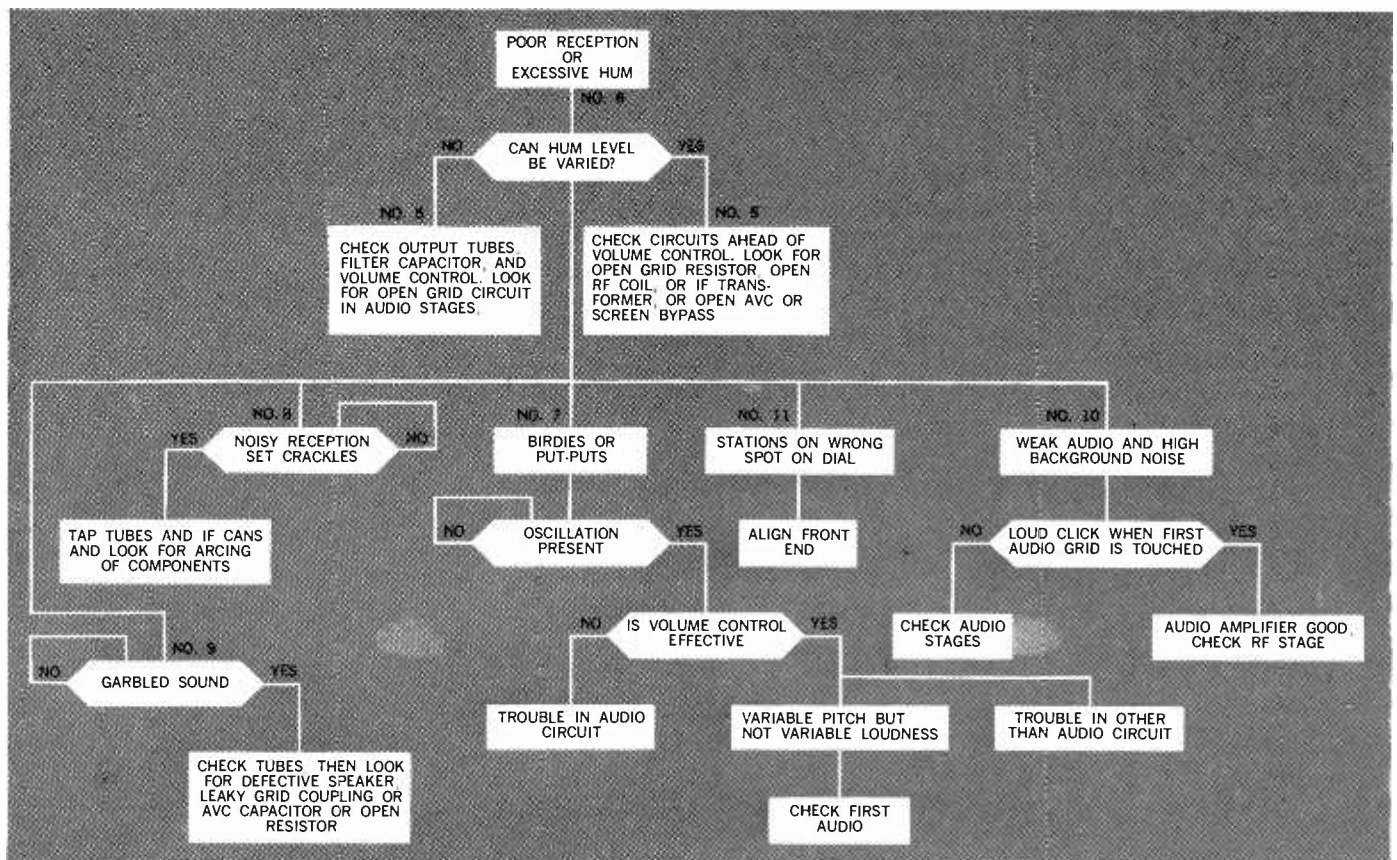 POOR RECEPTION
OR
EXCESSIVE HUM
NO. 6
NO
CAN HUM LEVEL
BE VARIED?
YES
NO. 5
CHECK OUTPUT TUBES,
FILTER CAPACITOR, AND
VOLUME CONTROL. LOOK
FOR OPEN GRID CIRCUIT
IN AUDIO STAGES.
NO. 5
CHECK CIRCUITS AHEAD OF
VOLUME CONTROL. LOOK FOR
OPEN GRID RESISTOR, OPEN
RF COIL, OR IF TRANS-
FORMER, OR OPEN AVC OR
SCREEN BYPASS
NO. 8
YES
NOISY RECEPTION
SET CRACKLES
NO
TAP TUBES AND IF CANS
AND LOOK FOR ARCING
OF COMPONENTS
NO. 7
BIRDIES OR
PUT-PUTS
NO
OSCILLATION
PRESENT
YES
NO. 11
STATIONS ON WRONG
SPOT ON DIAL
ALIGN FRONT
END
NO. 10
WEAK AUDIO AND HIGH
BACKGROUND NOISE
NO
LOUD CLICK WHEN FIRST
AUDIO GRID IS TOUCHED
YES
CHECK AUDIO
STAGES
AUDIO AMPLIFIER GOOD,
CHECK RF STAGE
NO
IS VOLUME CONTROL
EFFECTIVE
YES
TROUBLE IN AUDIO
CIRCUIT
VARIABLE PITCH BUT
NOT VARIABLE LOUDNESS
TROUBLE IN OTHER
THAN AUDIO CIRCUIT
CHECK FIRST
AUDIO
NO. 9
NO
GARBLED SOUND
YES
CHECK TUBES THEN LOOK
FOR DEFECTIVE SPEAKER,
LEAKY GRID COUPLING OR
AVC CAPACITOR OR OPEN
RESISTOR